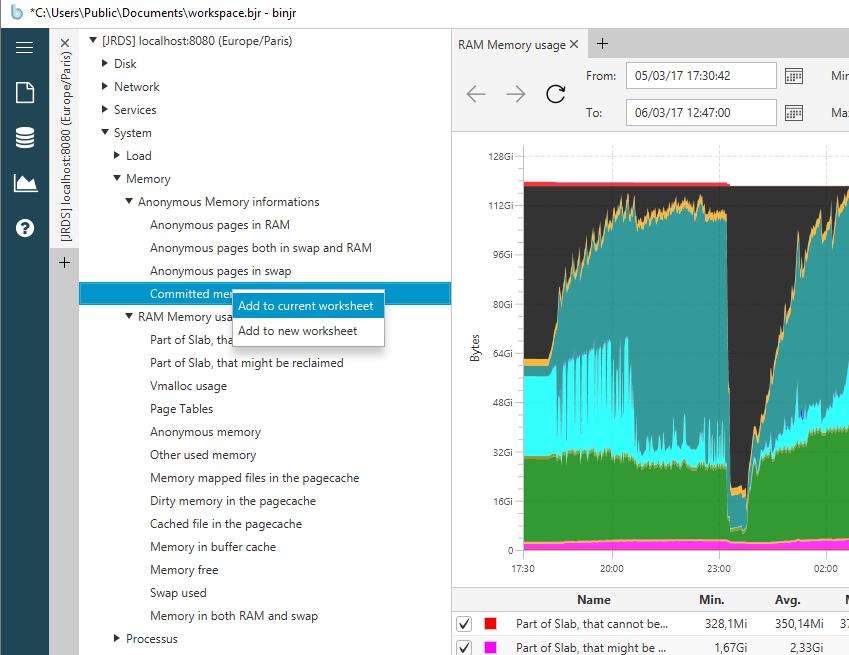 *C:\Users\Public\Documents\workspace.bjr - binjr
[JRDS] localhost:8080 (Europe/Paris)
[JRDS] localhost:8080 (Europe/Paris)
Disk
Network
Services
System
Load
Memory
Anonymous Memory informations
Anonymous pages in RAM
Anonymous pages both in swap and RAM
Anonymous pages in swap
Committed mem
Add to current worksheet
Add to new worksheet
RAM Memory usa
Part of Slab, tha
Part of Slab, that might be reclaimed
Vmalloc usage
Page Tables
Anonymous memory
Other used memory
Memory mapped files in the pagecache
Dirty memory in the pagecache
Cached file in the pagecache
Memory in buffer cache
Memory free
Swap used
Memory in both RAM and swap
Processus
RAM Memory usage
From: 05/03/17 17:30:42 Min
To: 06/03/17 12:47:00 Ma
Bytes
128Gi
112Gi
96Gi
80Gi
64Gi
48Gi
32Gi
16Gi
0
17:30 20:00 23:00 02:00
Name Min. Avg.
Part of Slab, that cannot be... 328,1Mi 350,14Mi 37
Part of Slab, that might be ... 1,67Gi 2,33Gi